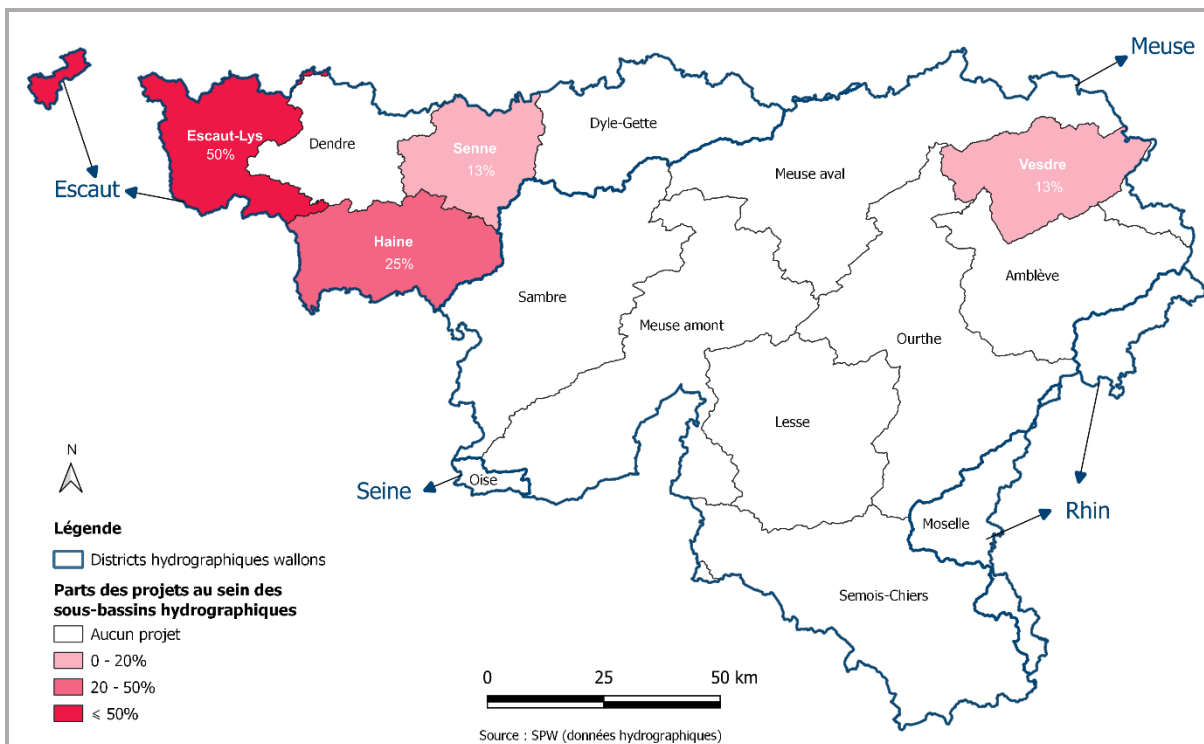 Meuse
Escaut-Lys
50%
Dendre
Senne
13%
Dyle-Gette
Meuse aval
Vesdre
13%
Escaut
Haine
25%
Amblève
Sambre
Meuse amont
Ourthe
Lesse
N
Seine
Oise
Moselle
Rhin
Semois-Chiers
Légende
Districts hydrographiques wallons
Parts des projets au sein des
sous-bassins hydrographiques
Aucun projet
0 - 20%
20 - 50%
⩽ 50%
0 25 50 km
Source : SPW (données hydrographiques)